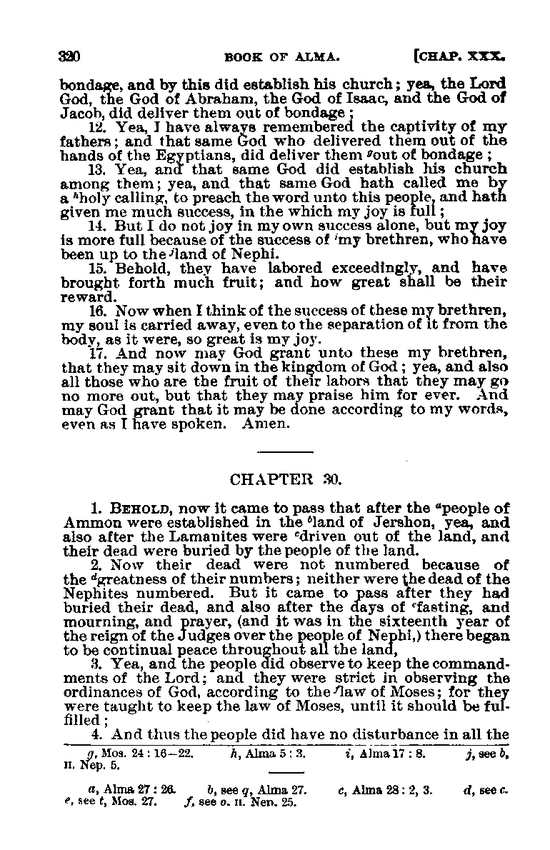 320 BOOK OF ALMA. [CHAP. XXX.
bondage, and by this did establish his church; yea, the Lord
God, the God of Abraham, the God of Isaac, and the God of
Jacob, did deliver them out of bondage;
12. Yea, I have always remembered the captivity of my
fathers; and that same God who delivered them out of the
hands of the Egyptians, did deliver them gout of bondage;
13. Yea, and that same God did establish his church
among them; yea, and that same God hath called me by
a hholy calling, to preach the word unto this people, and hath
given me much success, in the which my joy is full;
14. But I do not joy in my own success alone, but my joy
is more full because of the success of imy brethren, who have
been up to the jland of Nephi.
15. Behold, they have labored exceedingly, and have
brought forth much fruit; and how great shall be their
reward.
16. Now when I think of the success of these my brethren,
my soul is carried away, even to the separation of it from the
body, as it were, so great is my joy.
17. And now may God grant unto these my brethren,
that they may sit down in the kingdom of God; yea, and also
all those who are the fruit of their labors that they may go
no more out, but that they may praise him for ever. And
may God grant that it may be done according to my words,
even as I have spoken. Amen.
CHAPTER 30.
1. BEHOLD, now it came to pass that after the apeople of
Ammon were established in the bland of Jershon, yea, and
also after the Lamanites were cdriven out of the land, and
their dead were buried by the people of the land.
2. Now their dead were not numbered because of
the dgreatness of their numbers; neither were the dead of the
Nephites numbered. But it came to pass after they had
buried their dead, and also after the days of efasting, and
mourning, and prayer, (and it was in the sixteenth year of
the reign of the Judges over the people of Nephi,) there began
to be continual peace throughout all the land,
3. Yea, and the people did observe to keep the command-
ments of the Lord; and they were strict in observing the
ordinances of God, according to the flaw of Moses; for they
were taught to keep the law of Moses, until it should be ful-
filled;
4. And thus the people did have no disturbance in all the
g, Mos. 24: 16-22. h, Alma 5: 3. i, Alma 17: 8. j, see b,
II. Nep. 5.
a, Alma 27: 26. b, see q, Alma 27. c, Alma 28: 2, 3. d, see c.
e, see t, Mos. 27. f, see o. II. Nep. 25.